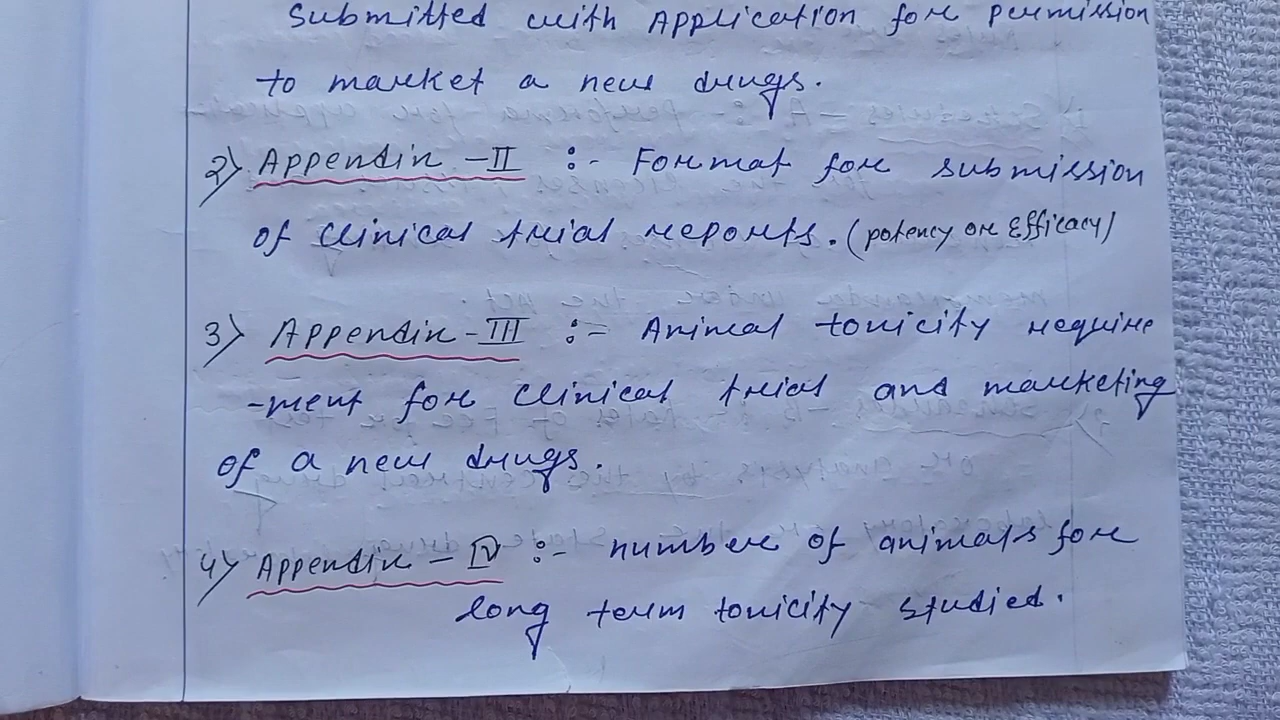 Submitted with Application for permission
to market a new drugs.
2) Appendix -II :- Format for submission
of clinical trial reports. (potency or Efficacy)
3) Appendix-III :- Animal toxicity require
-ment for clinical trial and marketing
of a new drugs.
4) Appendix - IV :- number of animals for
long term toxicity studied.